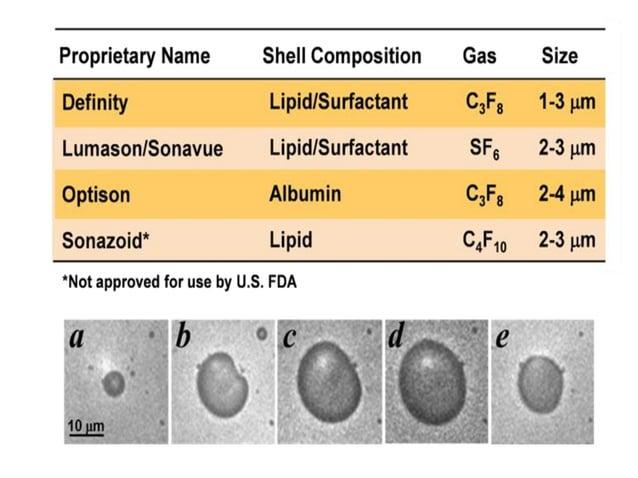 Proprietary Name Shell Composition Gas Size
Definity Lipid/Surfactant C₃F₈ 1-3 μm
Lumason/Sonavue Lipid/Surfactant SF₆ 2-3 μm
Optison Albumin C₃F₈ 2-4 μm
Sonazoid* Lipid C₄F₁₀ 2-3 μm
*Not approved for use by U.S. FDA
a b c d e
10 μm